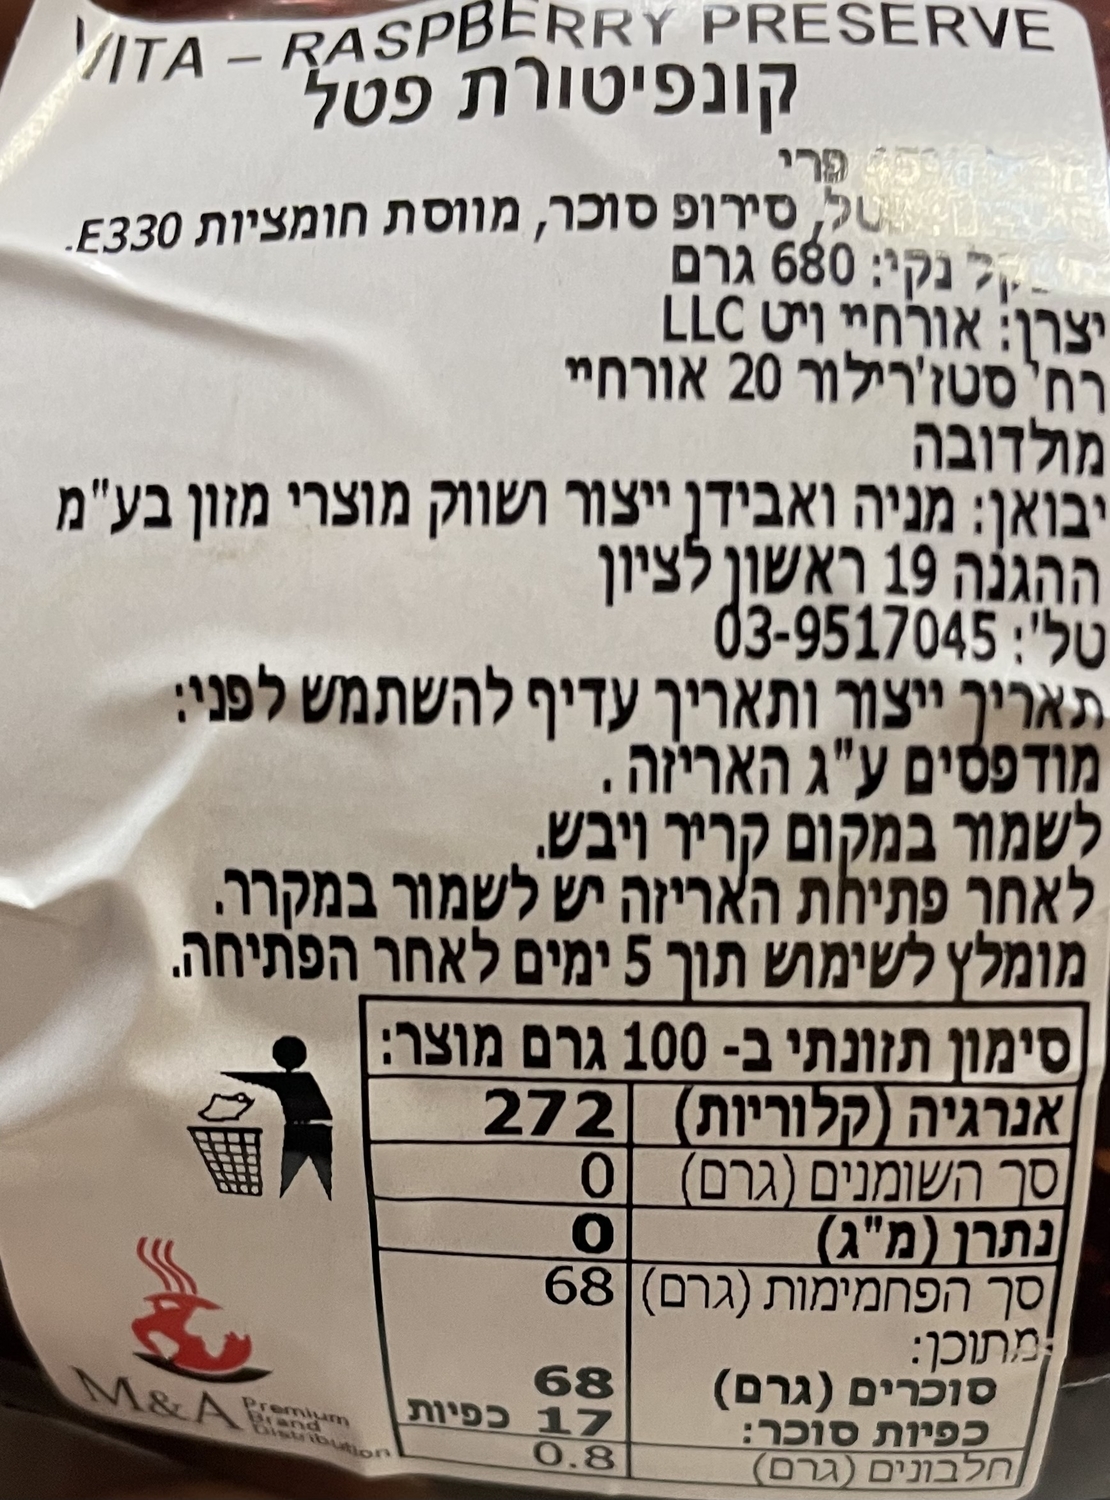 VITA – RASPBERRY PRESERVE
קונפיטורת פטל
פרי
טל, סירופ סוכר, מווסת חומציות E330.
קל נקי: 680 גרם
יצרן: אורחיי ויט LLC
רח' סטז'רילור 20 אורחיי
מולדובה
יבואן: מניה ואבידן ייצור ושווק מוצרי מזון בע"מ
ההגנה 19 ראשון לציון
טל': 03-9517045
תאריך ייצור ותאריך עדיף להשתמש לפני:
מודפסים ע"ג האריזה.
לשמור במקום קריר ויבש.
לאחר פתיחת האריזה יש לשמור במקרר.
מומלץ לשימוש תוך 5 ימים לאחר הפתיחה.
סימון תזונתי ב- 100 גרם מוצר:
אנרגיה (קלוריות) 272
סך השומנים (גרם) 0
נתרן (מ"ג) 0
סך הפחמימות (גרם) 68
מתוכן:
סוכרים (גרם) 68
כפיות סוכר: 17 כפיות
חלבונים (גרם) 0.8
M&A Premium
Brand
Distribution